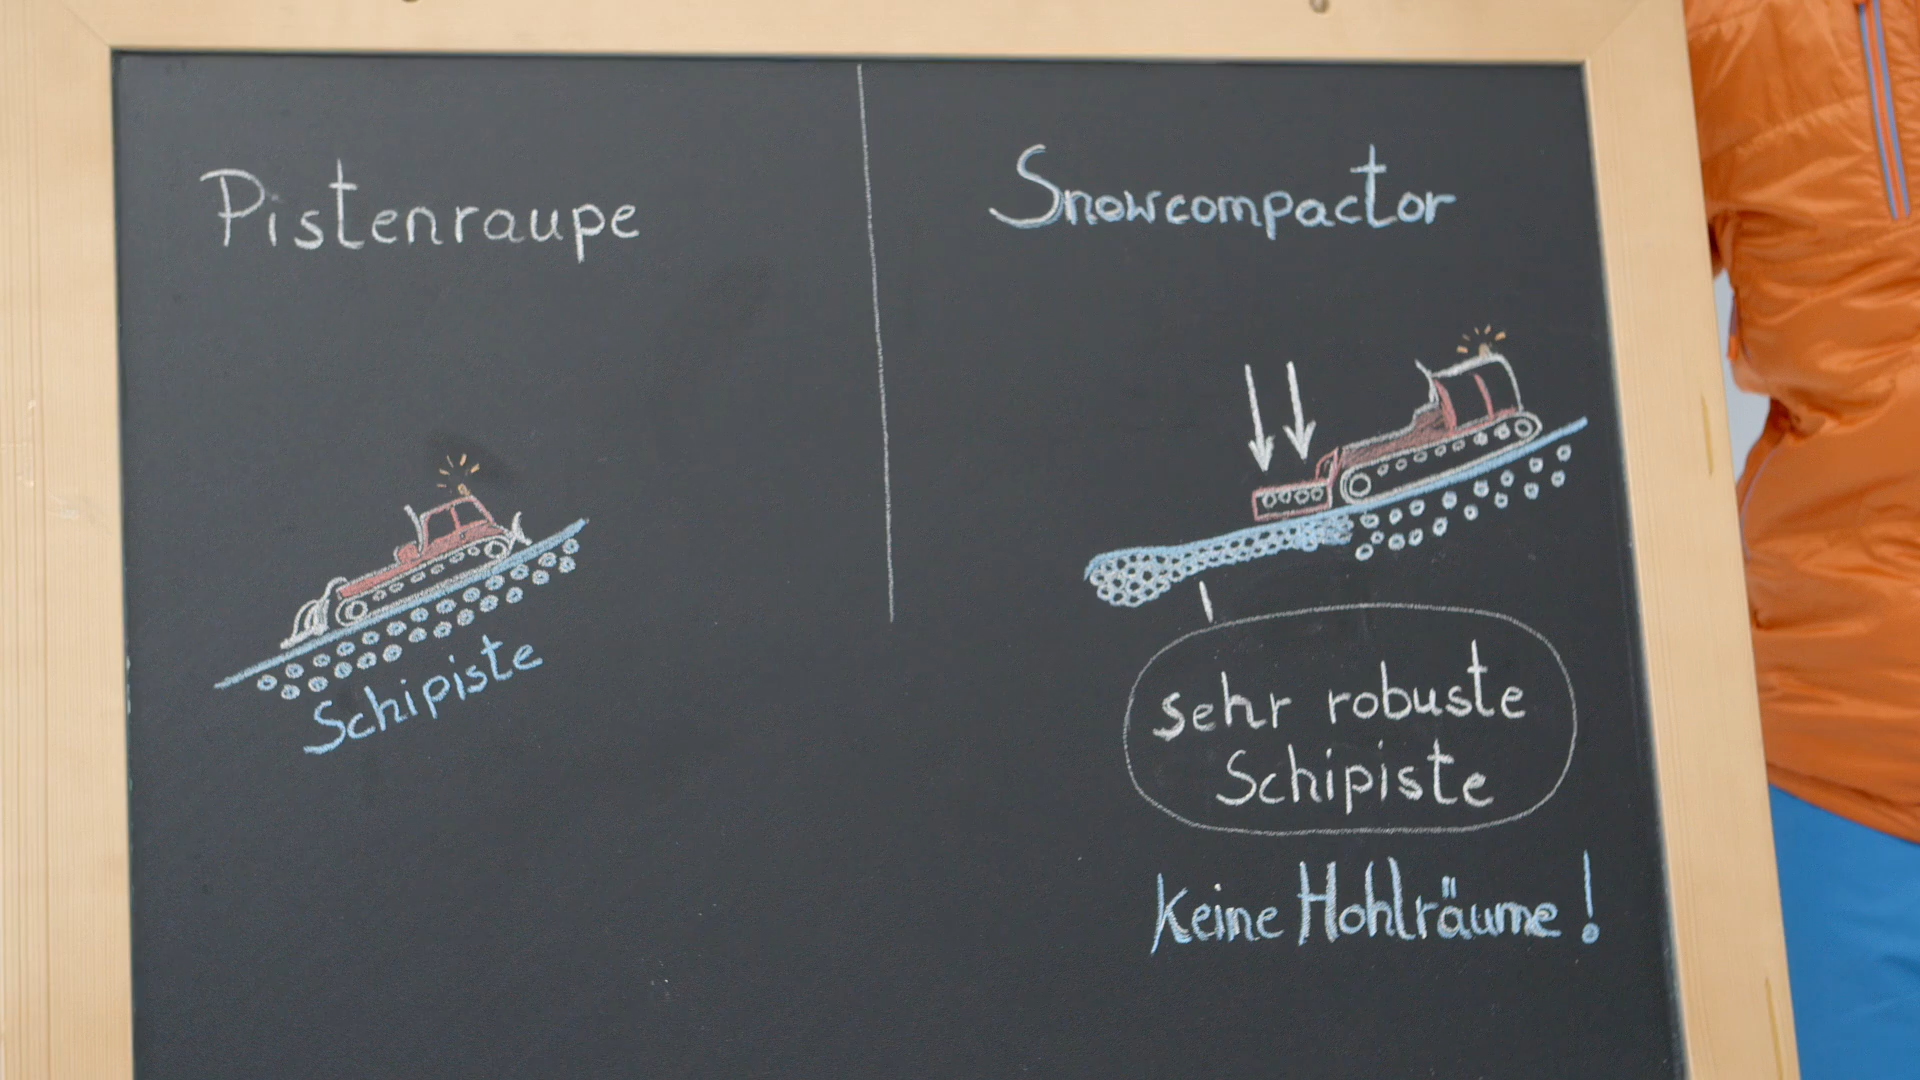 Pistenraupe
Schipiste
Snowcompactor
sehr robuste
Schipiste
Keine Hohlräume!